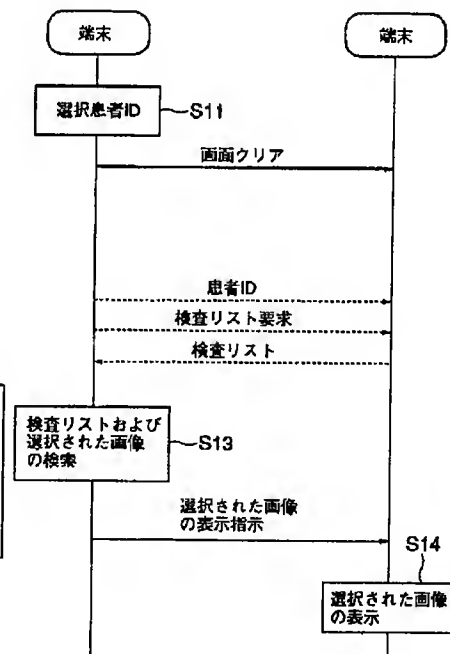 端末
端末
選択患者ID
S11
画面クリア
患者ID
検査リスト要求
検査リスト
検査リストおよび
選択された画像
の検索
S13
選択された画像
の表示指示
S14
選択された画像
の表示